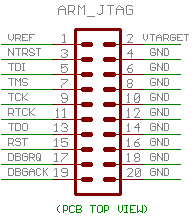 ARM_JTAG
VREF 1 2 VTARGET
NTRST 3 4 GND
TDI 5 6 GND
TMS 7 8 GND
TCK 9 10 GND
RTCK 11 12 GND
TDO 13 14 GND
RST 15 16 GND
DBGRQ 17 18 GND
DBGACK 19 20 GND
(PCB TOP VIEW)